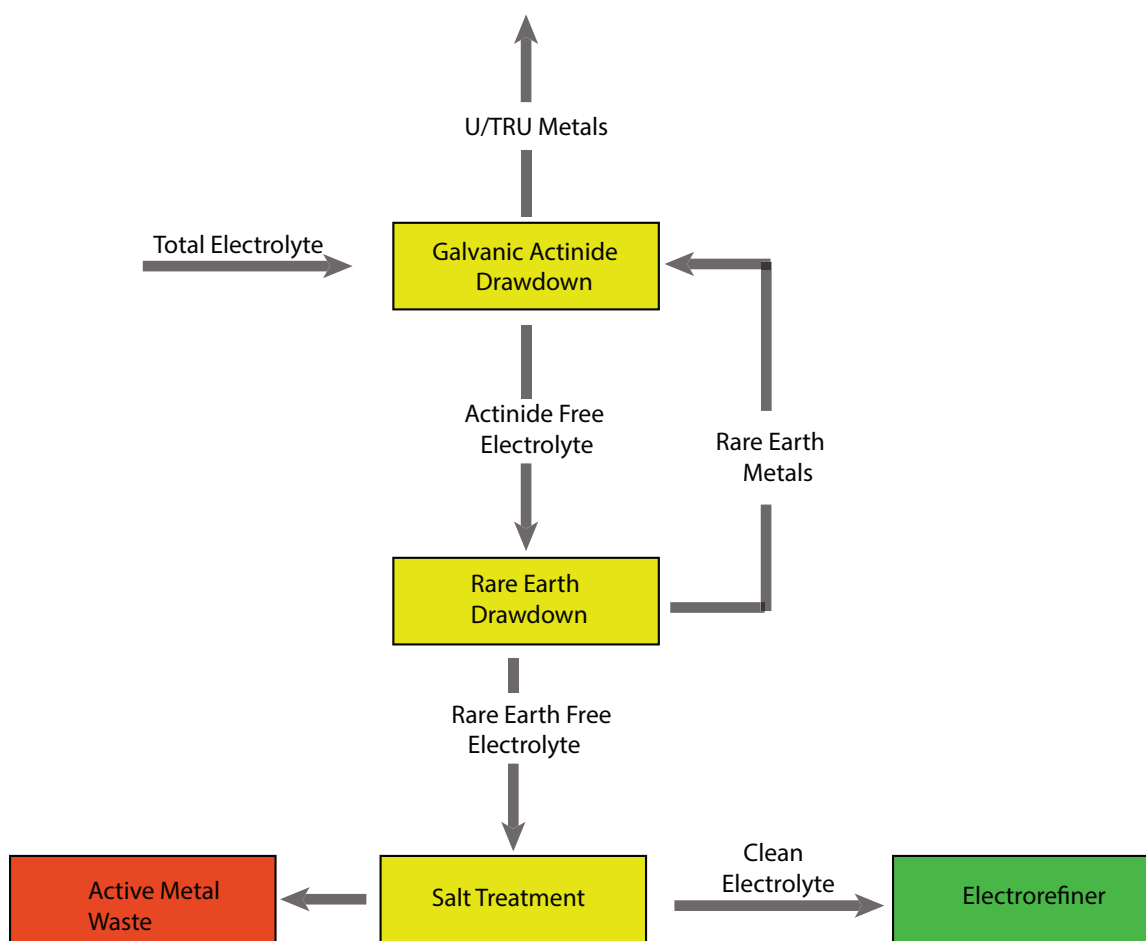 U/TRU Metals
Total Electrolyte
Galvanic Actinide
Drawdown
Actinide Free
Electrolyte
Rare Earth
Metals
Rare Earth
Drawdown
Rare Earth Free
Electrolyte
Clean
Electrolyte
Active Metal
Waste
Salt Treatment
Electrorefiner